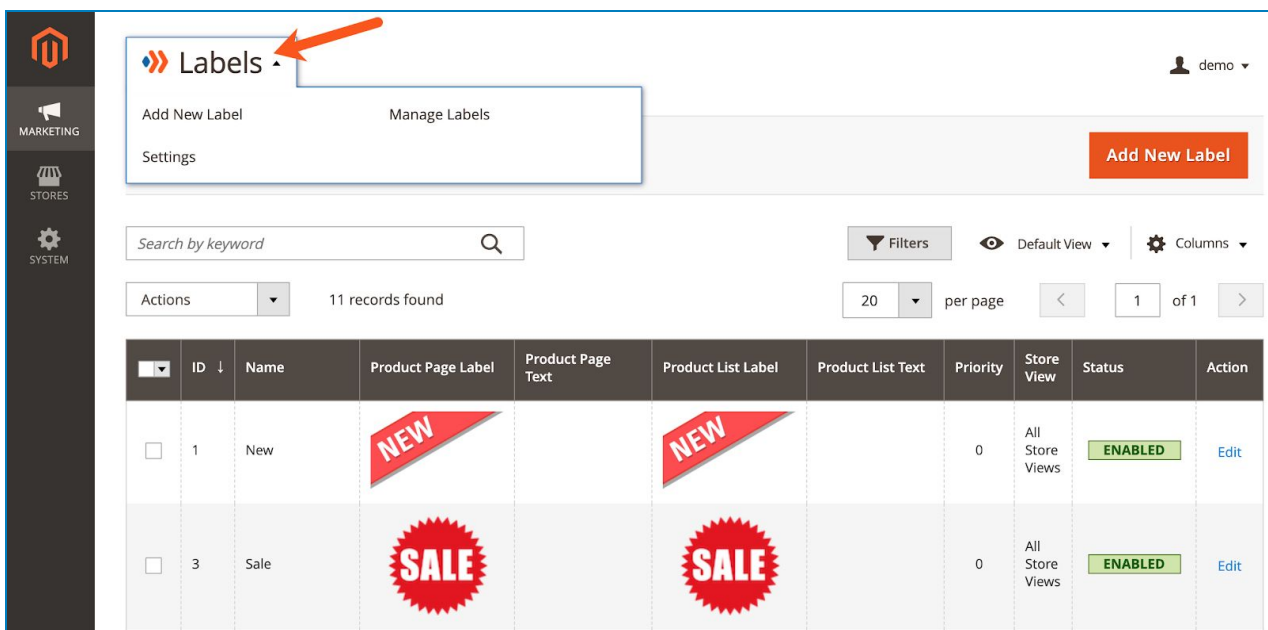 Labels
demo
MARKETING
Add New Label
Manage Labels
Settings
Add New Label
STORES
SYSTEM
Search by keyword
Filters
Default View
Columns
Actions
11 records found
20
per page
1
of 1
ID ↓ Name Product Page Label Product Page Text Product List Label Product List Text Priority Store View Status Action
1 New NEW NEW 0 All Store Views ENABLED Edit
3 Sale SALE SALE 0 All Store Views ENABLED Edit